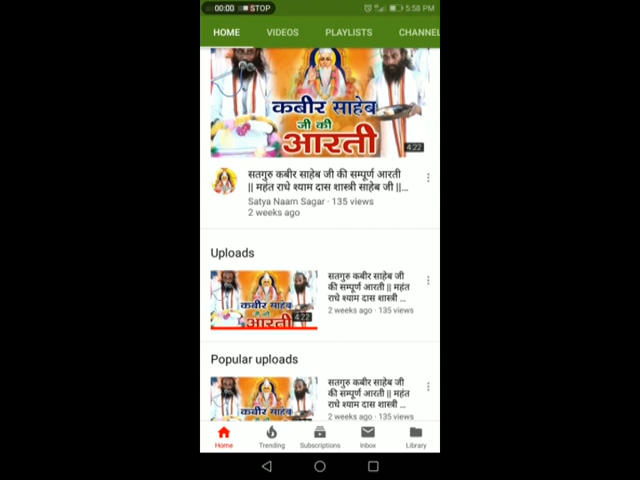 00:00 STOP 5:58 PM
HOME VIDEOS PLAYLISTS CHANNEL
कबीर साहेब
जी की
आरती
4:22
सतगुरु कबीर साहेब जी की सम्पूर्ण आरती
|| महंत राधे श्याम दास शास्त्री साहेब जी ||...
Satya Naam Sagar · 135 views
2 weeks ago
Uploads
कबीर साहेब
जी की
आरती
4:22
सतगुरु कबीर साहेब जी
की सम्पूर्ण आरती || महंत
राधे श्याम दास शास्त्री ...
2 weeks ago · 135 views
Popular uploads
कबीर साहेब
सतगुरु कबीर साहेब जी
की सम्पूर्ण आरती || महंत
राधे श्याम दास शास्त्री ...
2 weeks ago · 135 views
Home Trending Subscriptions Inbox Library